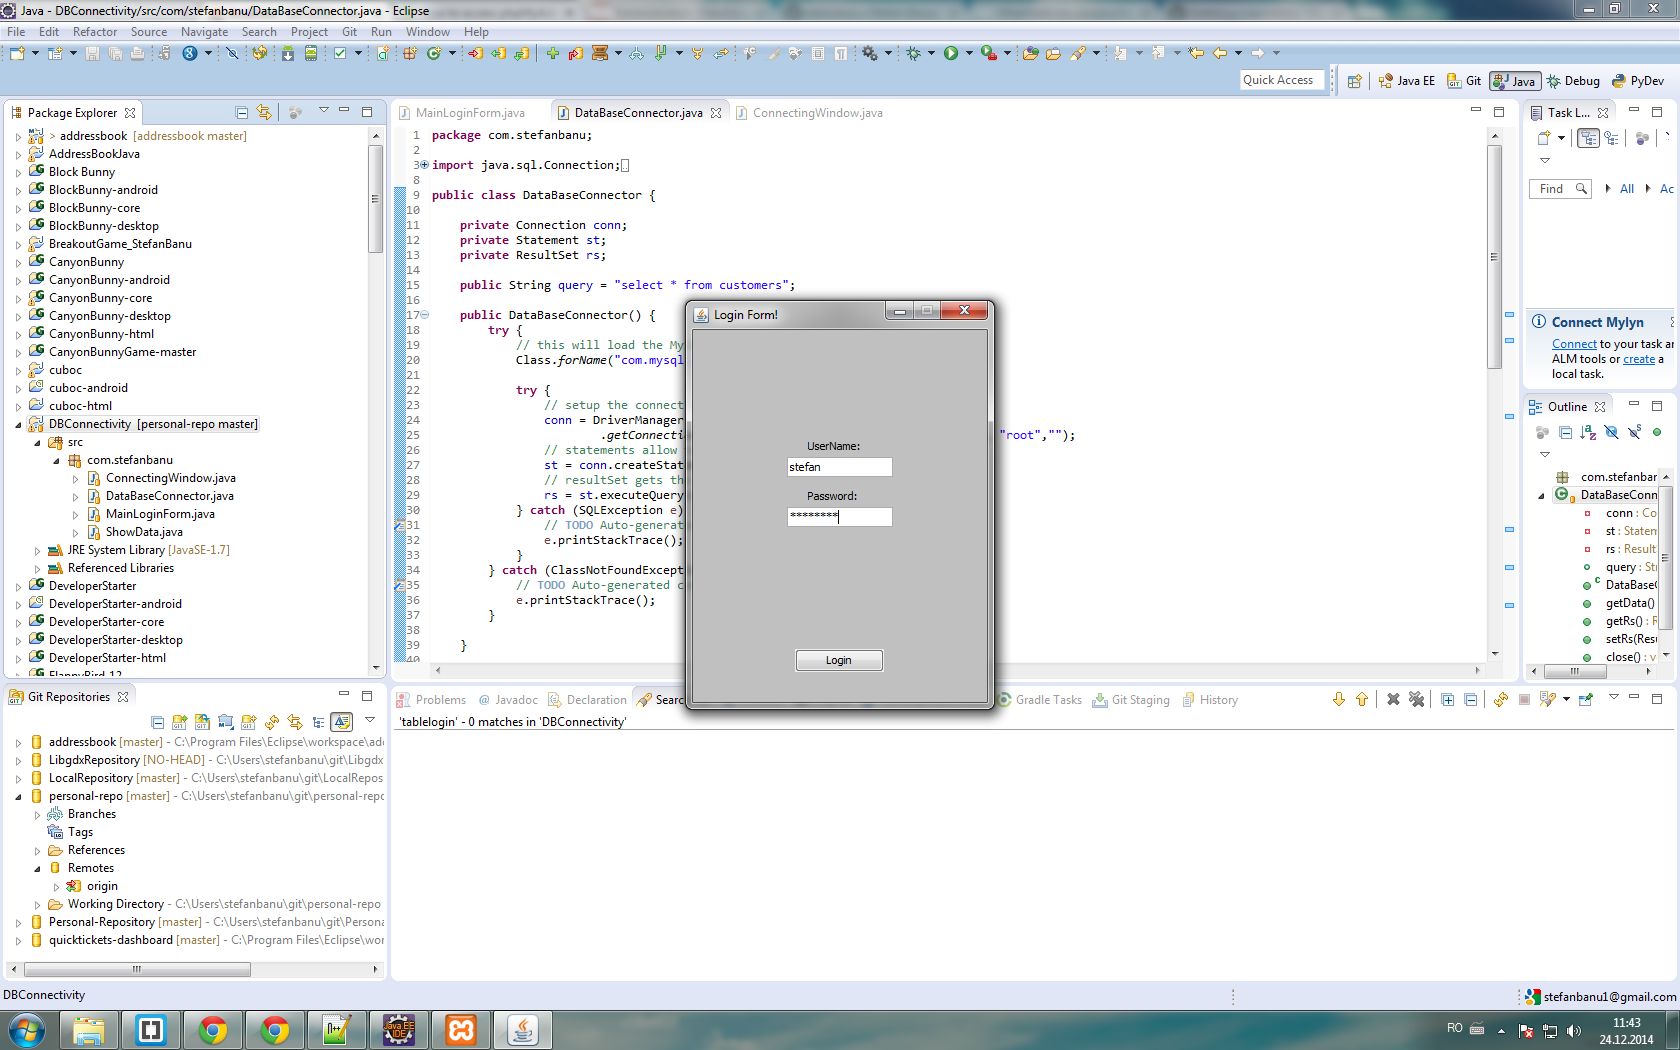 Java - DBConnectivity/src/com/stefanbanu/DataBaseConnector.java - Eclipse
File Edit Refactor Source Navigate Search Project Git Run Window Help
Quick Access
Java EE
Git
Java
Debug
PyDev
Package Explorer
> addressbook [addressbook master]
AddressBookJava
Block Bunny
BlockBunny-android
BlockBunny-core
BlockBunny-desktop
BreakoutGame_StefanBanu
CanyonBunny
CanyonBunny-android
CanyonBunny-core
CanyonBunny-desktop
CanyonBunny-html
CanyonBunnyGame-master
cuboc
cuboc-android
cuboc-html
DBConnectivity [personal-repo master]
src
com.stefanbanu
ConnectingWindow.java
DataBaseConnector.java
MainLoginForm.java
ShowData.java
JRE System Library [JavaSE-1.7]
Referenced Libraries
DeveloperStarter
DeveloperStarter-android
DeveloperStarter-core
DeveloperStarter-desktop
DeveloperStarter-html
FlappyBird-12
MainLoginForm.java
DataBaseConnector.java
ConnectingWindow.java
1 package com.stefanbanu;
2
3 import java.sql.Connection;
8
9 public class DataBaseConnector {
10
11 private Connection conn;
12 private Statement st;
13 private ResultSet rs;
14
15 public String query = "select * from customers";
16
17 public DataBaseConnector() {
18 try {
19 // this will load the My
20 Class.forName("com.mysql
21
22 try {
23 // setup the connect
24 conn = DriverManager
25 .getConnectio "root","");
26 // statements allow
27 st = conn.createStat
28 // resultSet gets th
29 rs = st.executeQuery
30 } catch (SQLException e)
31 // TODO Auto-generat
32 e.printStackTrace();
33 }
34 } catch (ClassNotFoundExcept
35 // TODO Auto-generated c
36 e.printStackTrace();
37 }
38
39 }
40
Login Form!
UserName:
stefan
Password:
********
Login
Task L...
Find
All
Ac
Connect Mylyn
Connect to your task ar
ALM tools or create a
local task.
Outline
com.stefanbar
DataBaseConn
conn : Co
st : Statem
rs : Result
query : Str
DataBaseC
getData()
getRs() : R
setRs(Resu
close() : v
Git Repositories
addressbook [master] - C:\Program Files\Eclipse\workspace\adc
LibgdxRepository [NO-HEAD] - C:\Users\stefanbanu\git\Libgdx
LocalRepository [master] - C:\Users\stefanbanu\git\LocalRepos
personal-repo [master] - C:\Users\stefanbanu\git\personal-repo
Branches
Tags
References
Remotes
origin
Working Directory - C:\Users\stefanbanu\git\personal-repo
Personal-Repository [master] - C:\Users\stefanbanu\git\Persona
quicktickets-dashboard [master] - C:\Program Files\Eclipse\wor
Problems
Javadoc
Declaration
Searc
Gradle Tasks
Git Staging
History
'tablelogin' - 0 matches in 'DBConnectivity'
DBConnectivity
stefanbanu1@gmail.com
Java EE
IDE
RO
11:43
24.12.2014